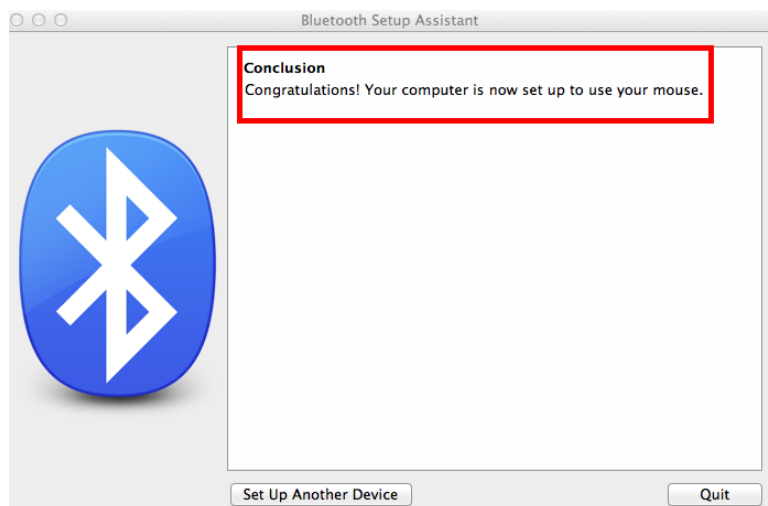 Bluetooth Setup Assistant
Conclusion
Congratulations! Your computer is now set up to use your mouse.
Set Up Another Device
Quit